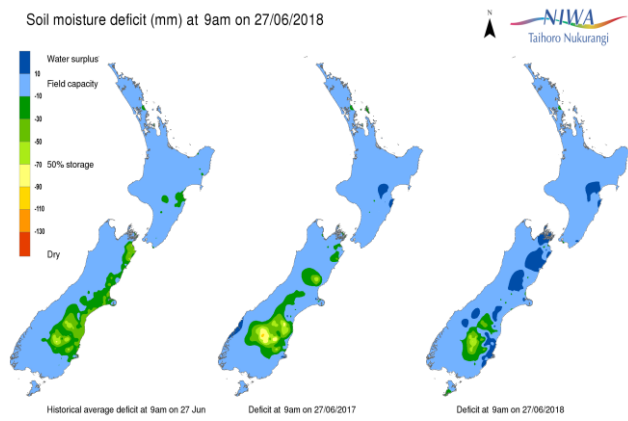 Soil moisture deficit (mm) at 9am on 27/06/2018
N
NIWA
Taihoro Nukurangi
Water surplus
10
Field capacity
-10
-30
-50
50% storage
-70
-90
-110
-130
Dry
Historical average deficit at 9am on 27 Jun
Deficit at 9am on 27/06/2017
Deficit at 9am on 27/06/2018